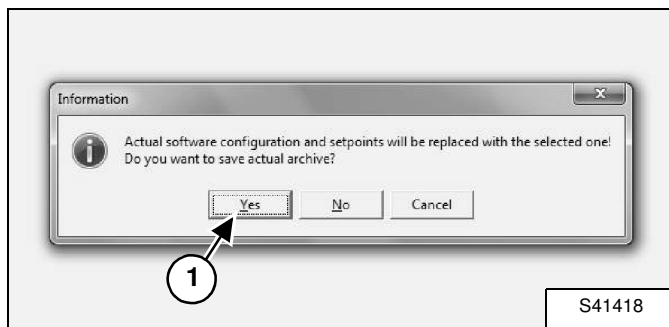 Information
x
Actual software configuration and setpoints will be replaced with the selected one!
Do you want to save actual archive?
Yes
No
Cancel
1
S41418